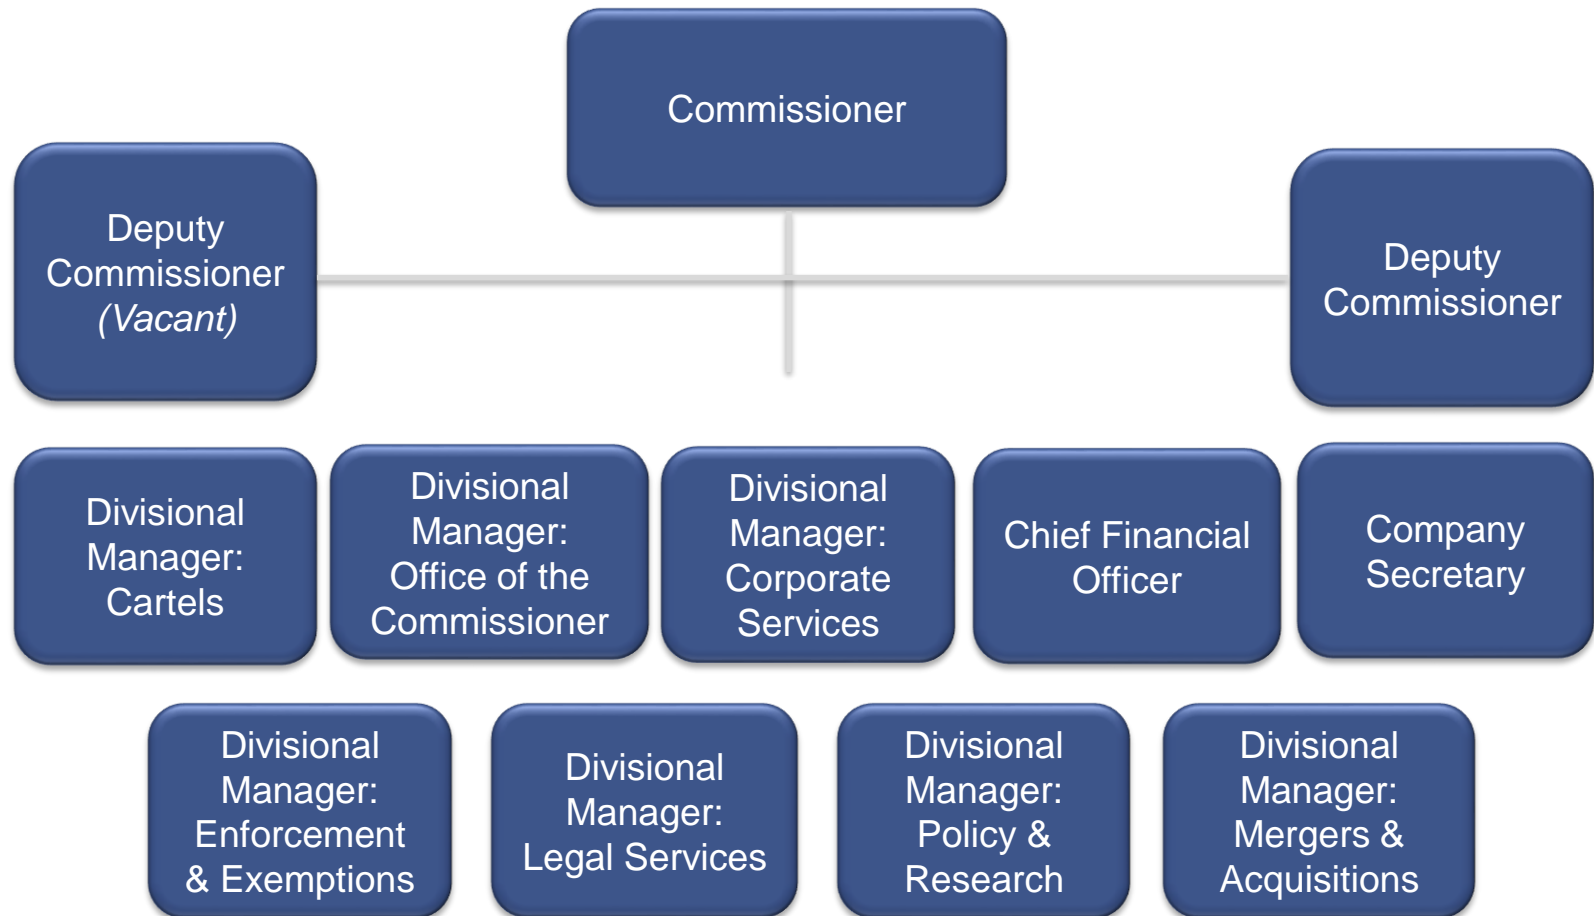 Commissioner
Deputy
Commissioner
(Vacant)
Deputy
Commissioner
Divisional
Manager:
Cartels
Divisional
Manager:
Office of the
Commissioner
Divisional
Manager:
Corporate
Services
Chief Financial
Officer
Company
Secretary
Divisional
Manager:
Enforcement
& Exemptions
Divisional
Manager:
Legal Services
Divisional
Manager:
Policy &
Research
Divisional
Manager:
Mergers &
Acquisitions